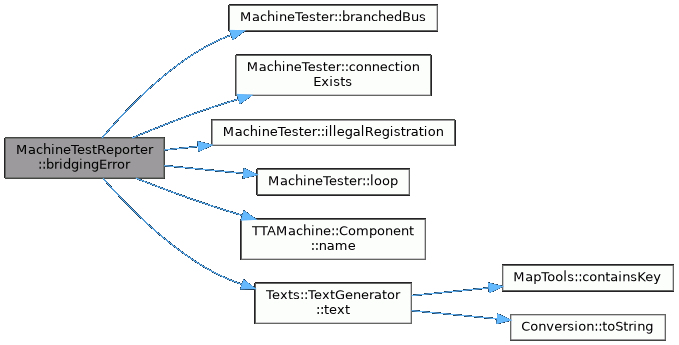 MachineTestReporter
::bridgingError
MachineTester::branchedBus
MachineTester::connection
Exists
MachineTester::illegalRegistration
MachineTester::loop
TTAMachine::Component
::name
Texts::TextGenerator
::text
MapTools::containsKey
Conversion::toString